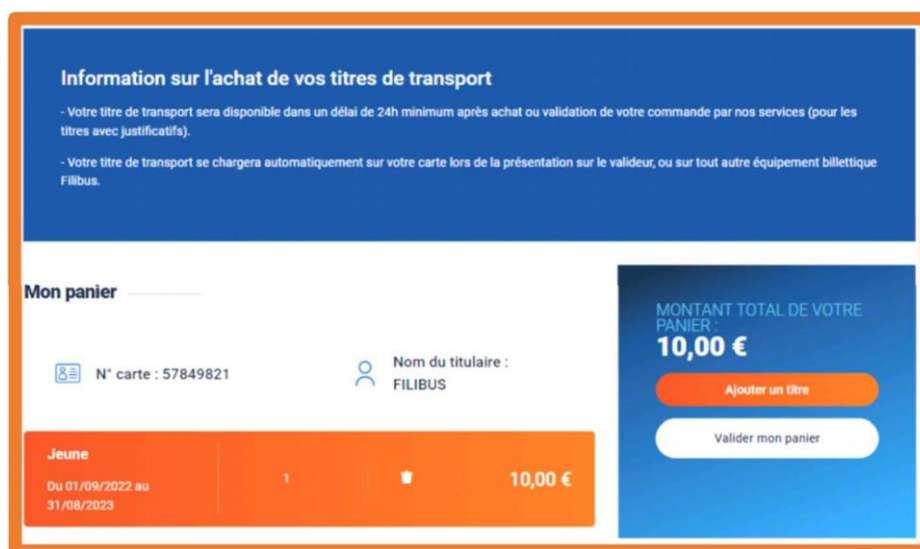 Information sur l'achat de vos titres de transport
- Votre titre de transport sera disponible dans un délai de 24h minimum après achat ou validation de votre commande par nos services (pour les
titres avec justificatifs).
- Votre titre de transport se chargera automatiquement sur votre carte lors de la présentation sur le valideur, ou sur tout autre équipement billettique
Filibus.
Mon panier
N° carte : 57849821
Nom du titulaire :
FILIBUS
Jeune
Du 01/09/2022 au
31/08/2023
1
10,00 €
MONTANT TOTAL DE VOTRE
PANIER :
10,00 €
Ajouter un titre
Valider mon panier